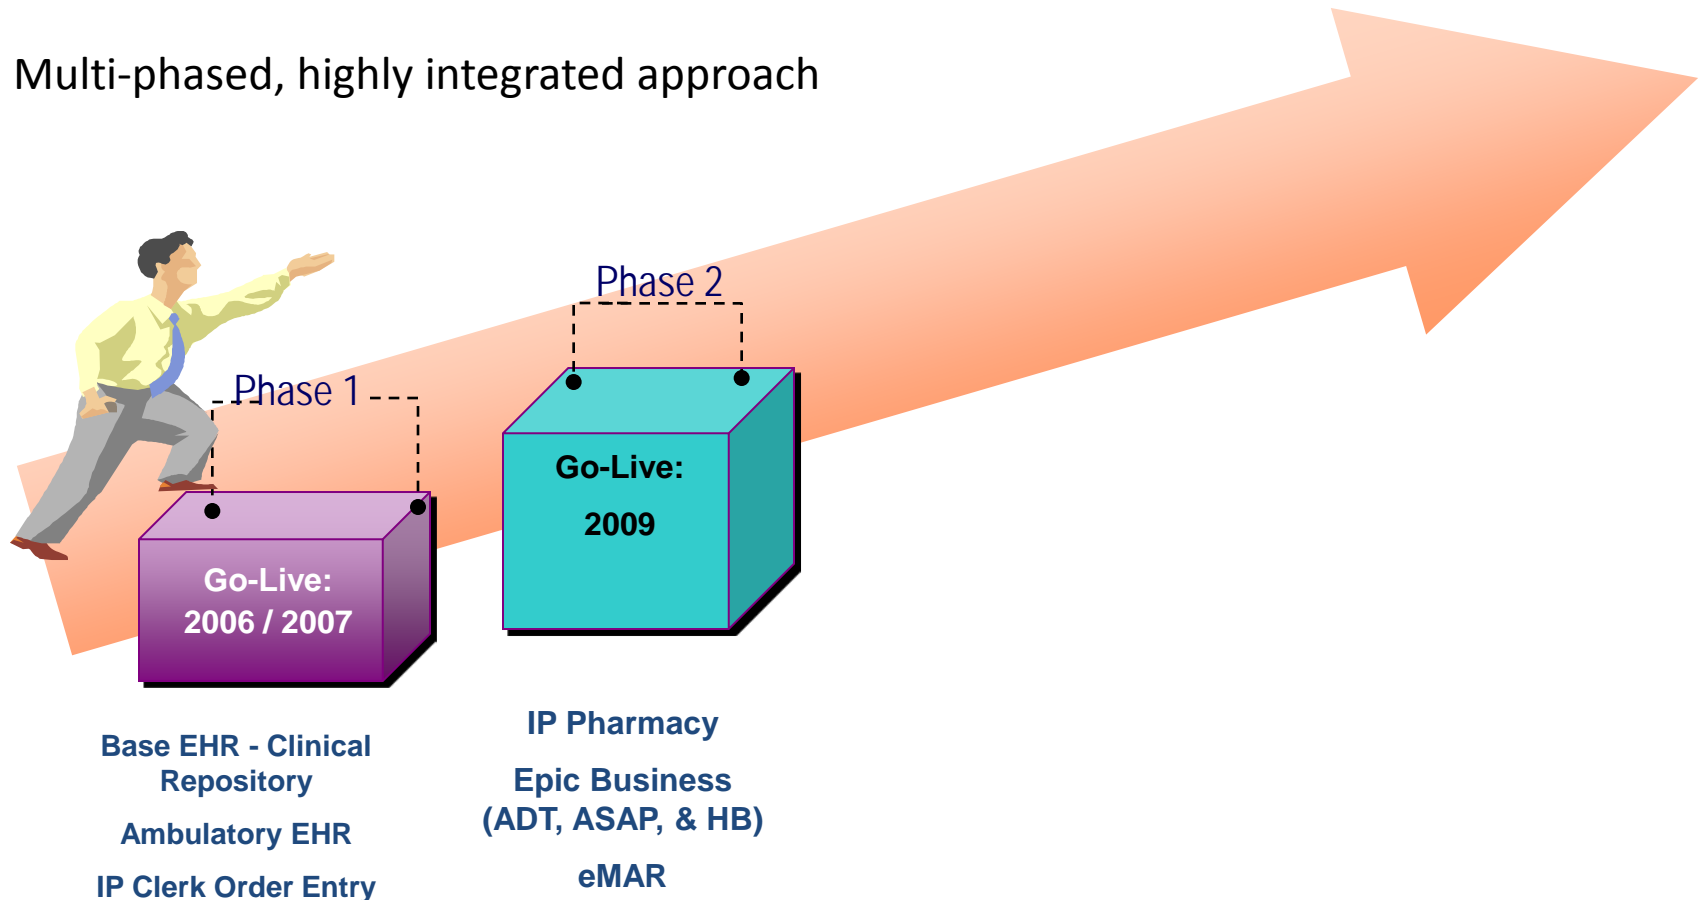 Multi-phased, highly integrated approach
Phase 1
Go-Live:
2006 / 2007
Base EHR - Clinical
Repository
Ambulatory EHR
IP Clerk Order Entry
Phase 2
Go-Live:
2009
IP Pharmacy
Epic Business
(ADT, ASAP, & HB)
eMAR